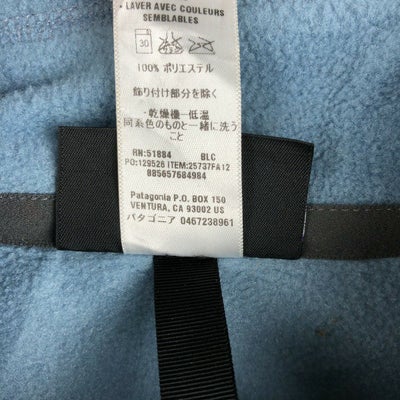 • LAVER AVEC COULEURS
SEMBLABLES
30
100% ポリエステル
飾り付け部分を除く
・乾燥機－低温
同系色のものと一緒に洗う
こと
RN:51884 BLC
PO:129526 ITEM:25737FA12
885657684984
Patagonia P.O. BOX 150
VENTURA, CA 93002 US
パタゴニア 0467238961